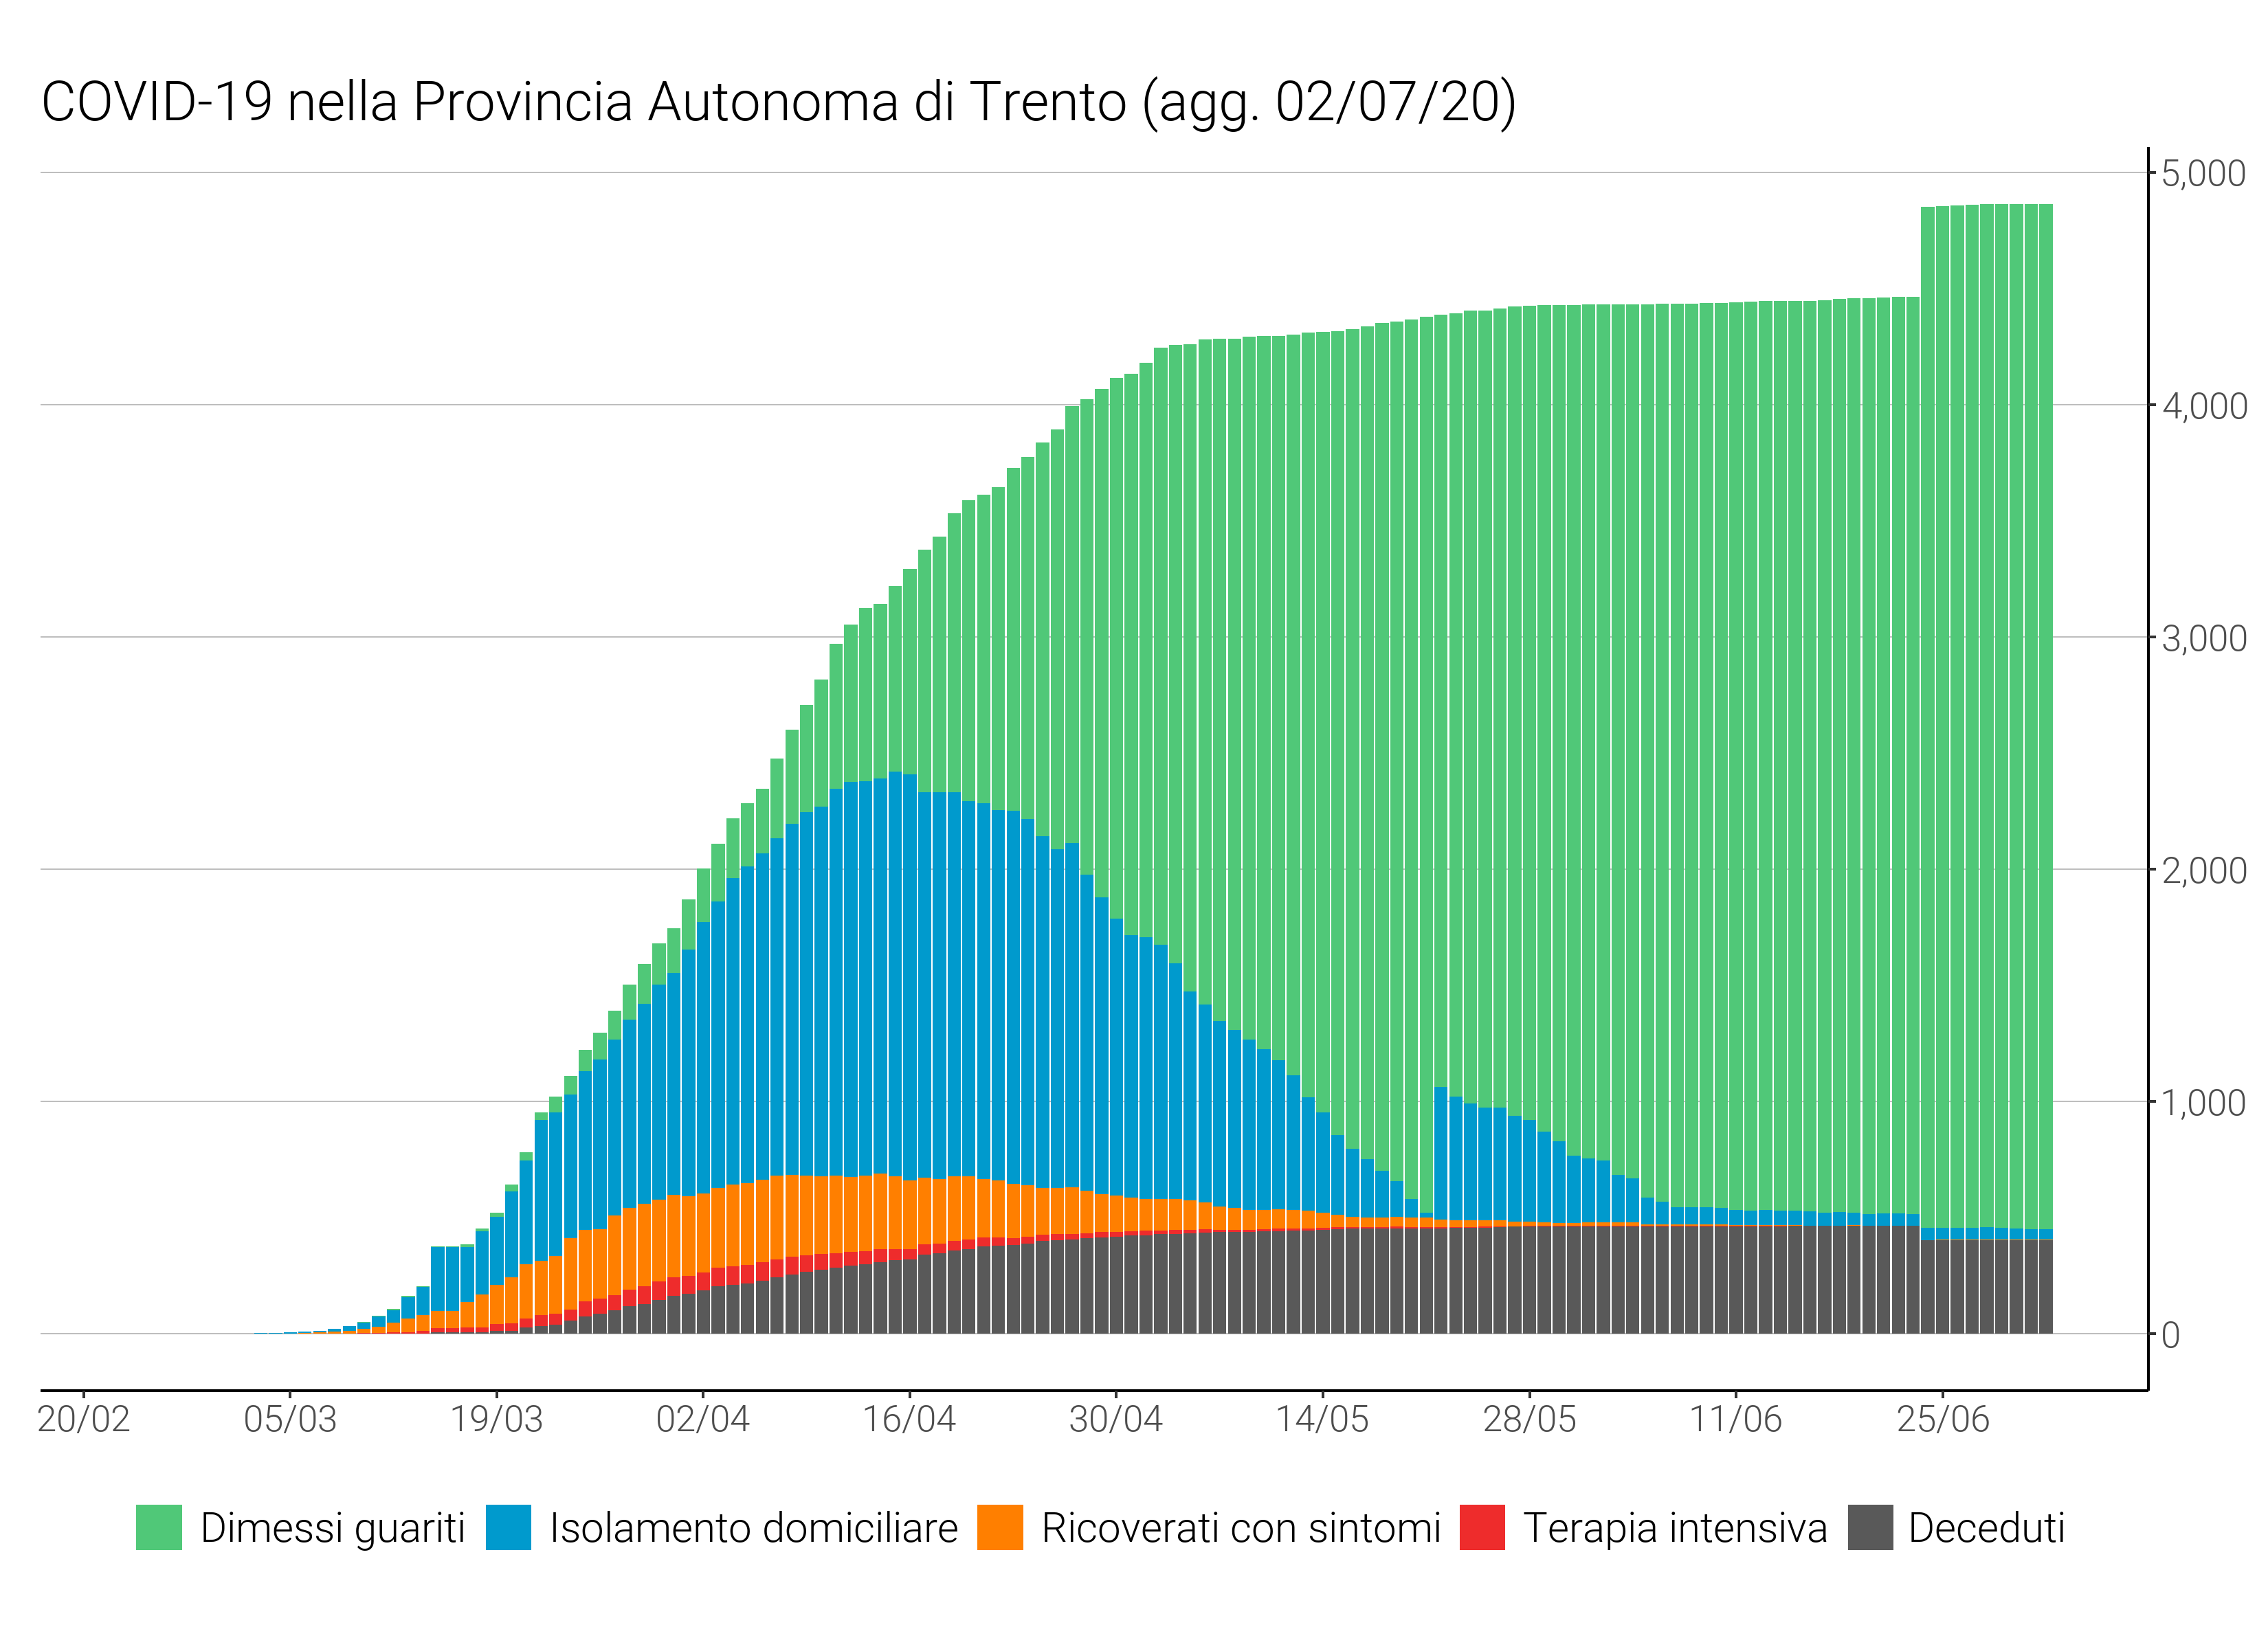 COVID-19 nella Provincia Autonoma di Trento (agg. 02/07/20)
5,000
4,000
3,000
2,000
1,000
0
20/02 05/03 19/03 02/04 16/04 30/04 14/05 28/05 11/06 25/06
Dimessi guariti Isolamento domiciliare Ricoverati con sintomi Terapia intensiva Deceduti